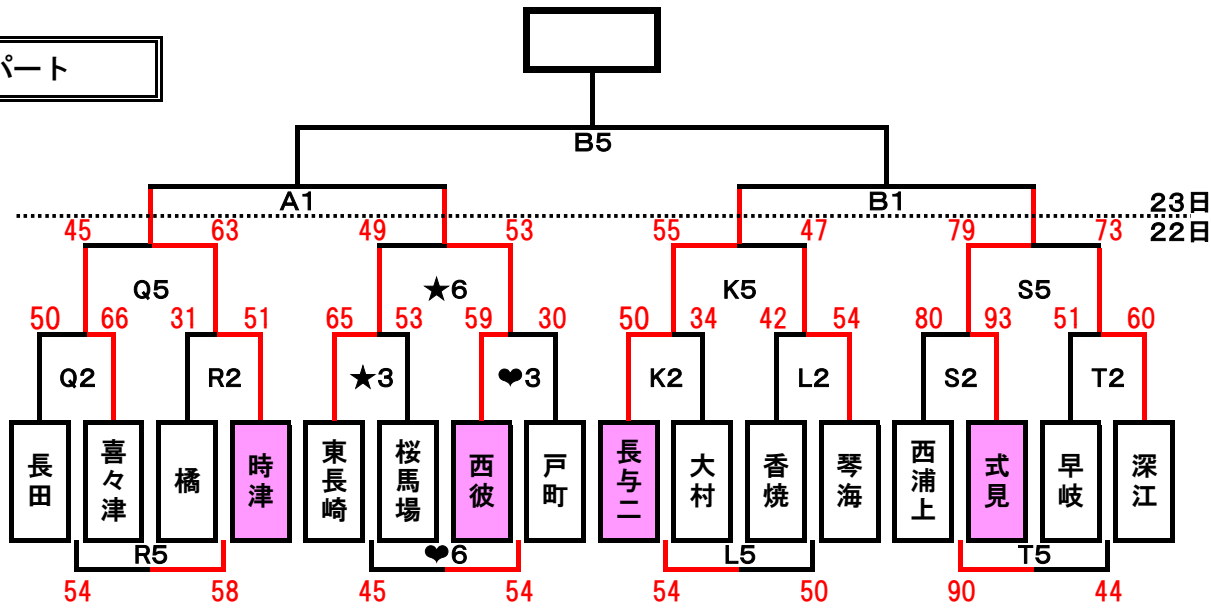 パート
B5
A1 B1
23日
45 63 49 53 55 47 79 73 22日
Q5 ★6 K5 S5
50 66 31 51 65 53 59 30 50 34 42 54 80 93 51 60
Q2 R2 ★3 ❤3 K2 L2 S2 T2
長田
喜々津
橘
時津
東長崎
桜馬場
西彼
戸町
長与二
大村
香焼
琴海
西浦上
式見
早岐
深江
R5 ❤6 L5 T5
54 58 45 54 54 50 90 44